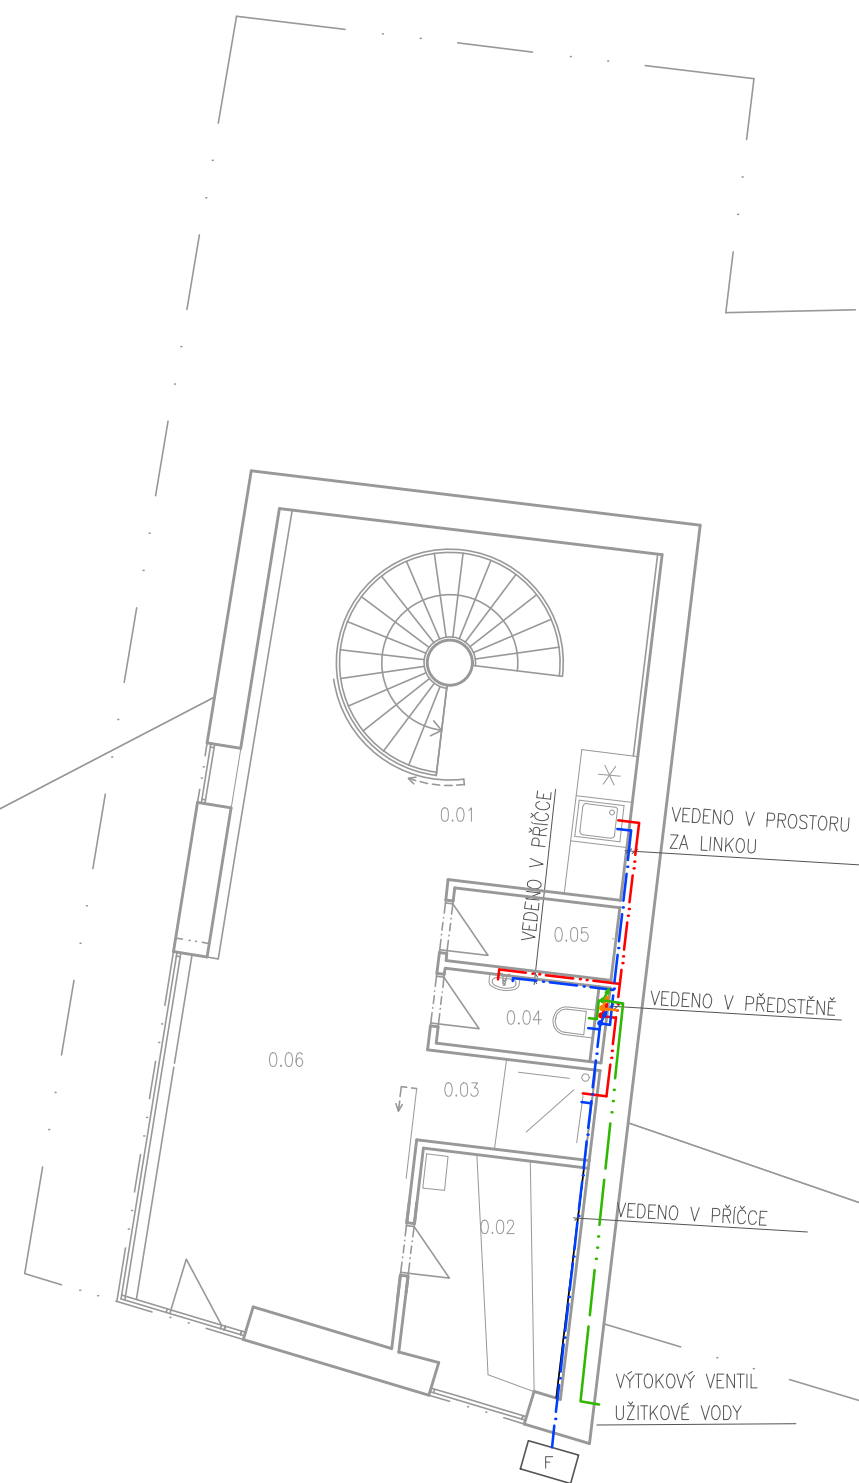 0.01
VEDENO V PŘÍČCE
VEDENO V PROSTORU
ZA LINKOU
0.05
0.04
VEDENO V PŘEDSTĚNĚ
0.06
0.03
0.02
VEDENO V PŘÍČCE
VÝTOKOVÝ VENTIL
UŽITKOVÉ VODY
F